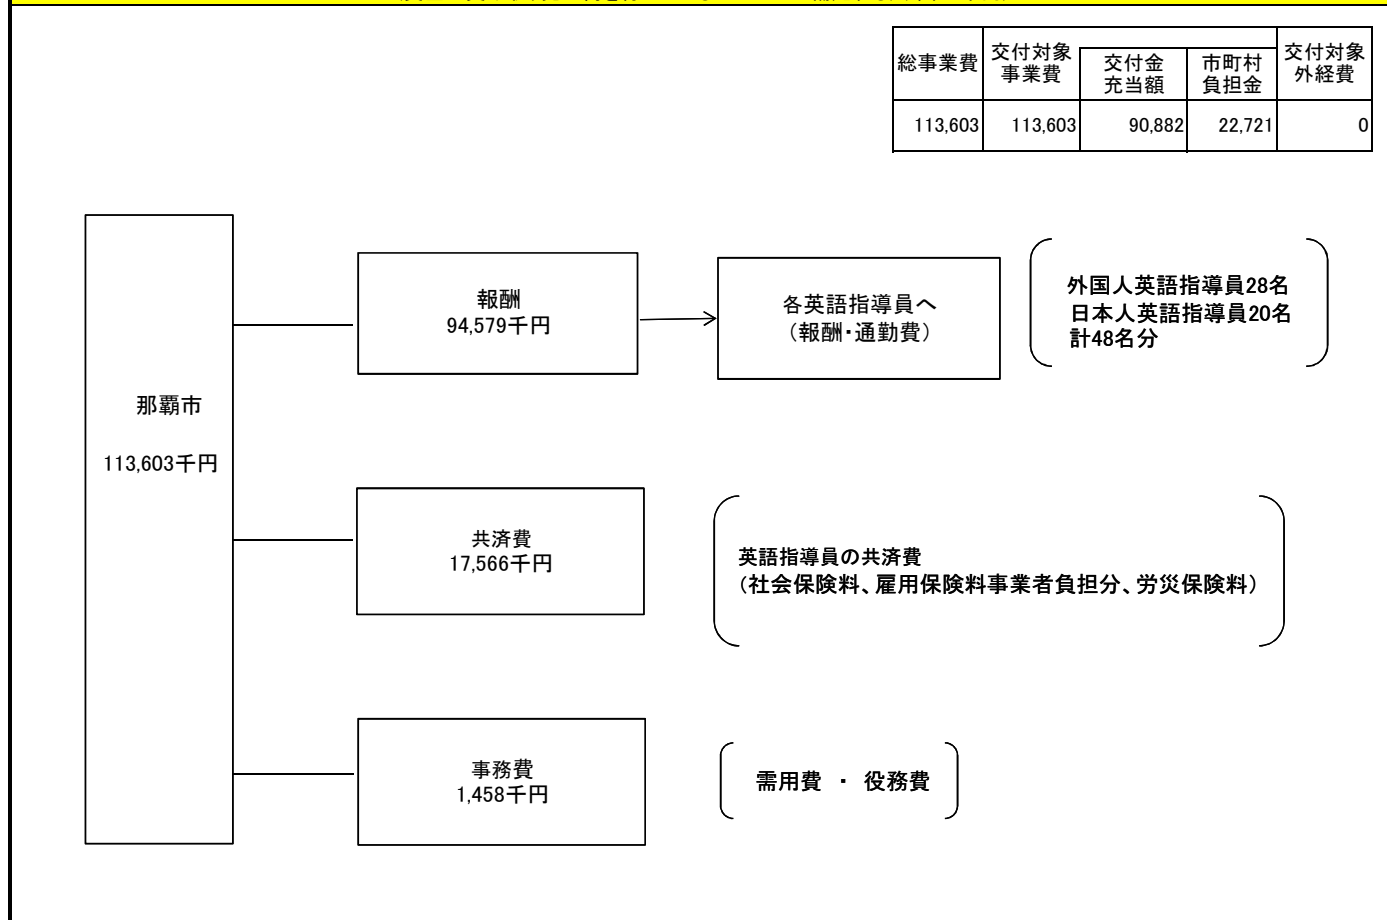 総事業費 交付対象事業費 交付金充当額 市町村負担金 交付対象外経費
113,603 113,603 90,882 22,721 0
報酬
94,579千円
各英語指導員へ
（報酬・通勤費）
外国人英語指導員28名
日本人英語指導員20名
計48名分
那覇市
113,603千円
共済費
17,566千円
英語指導員の共済費
（社会保険料、雇用保険料事業者負担分、労災保険料）
事務費
1,458千円
需用費 ・ 役務費